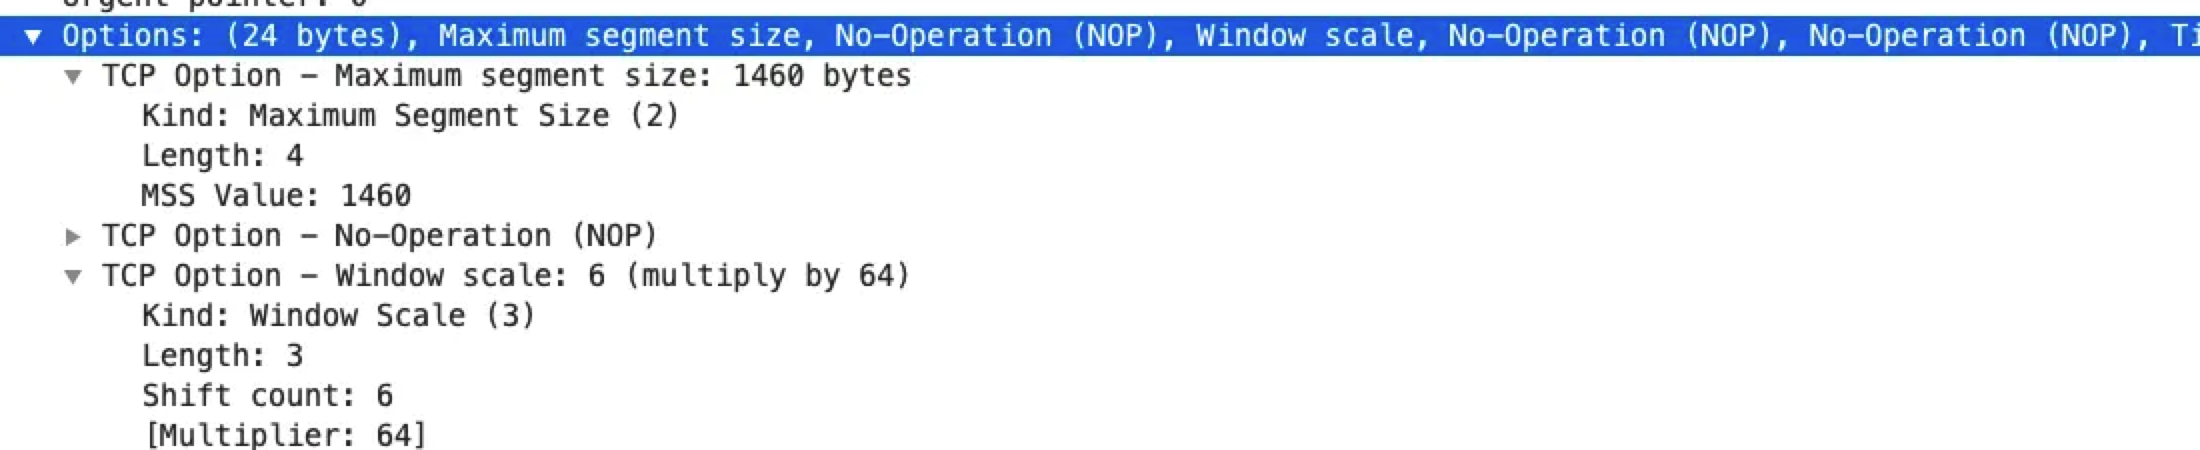 Urgent pointer: 0
Options: (24 bytes), Maximum segment size, No-Operation (NOP), Window scale, No-Operation (NOP), No-Operation (NOP), Ti
TCP Option - Maximum segment size: 1460 bytes
Kind: Maximum Segment Size (2)
Length: 4
MSS Value: 1460
TCP Option - No-Operation (NOP)
TCP Option - Window scale: 6 (multiply by 64)
Kind: Window Scale (3)
Length: 3
Shift count: 6
[Multiplier: 64]